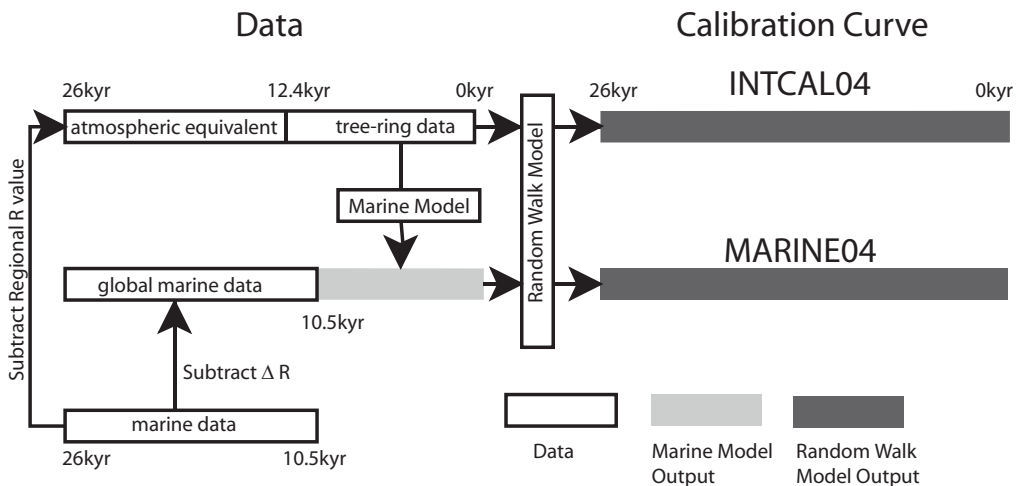 Data
Calibration Curve
26kyr
12.4kyr
0kyr
INTCAL04
26kyr
0kyr
atmospheric equivalent
tree-ring data
Random Walk Model
Subtract Regional R value
Marine Model
MARINE04
global marine data
10.5kyr
Subtract Δ R
marine data
26kyr
10.5kyr
Data
Marine Model
Output
Random Walk
Model Output